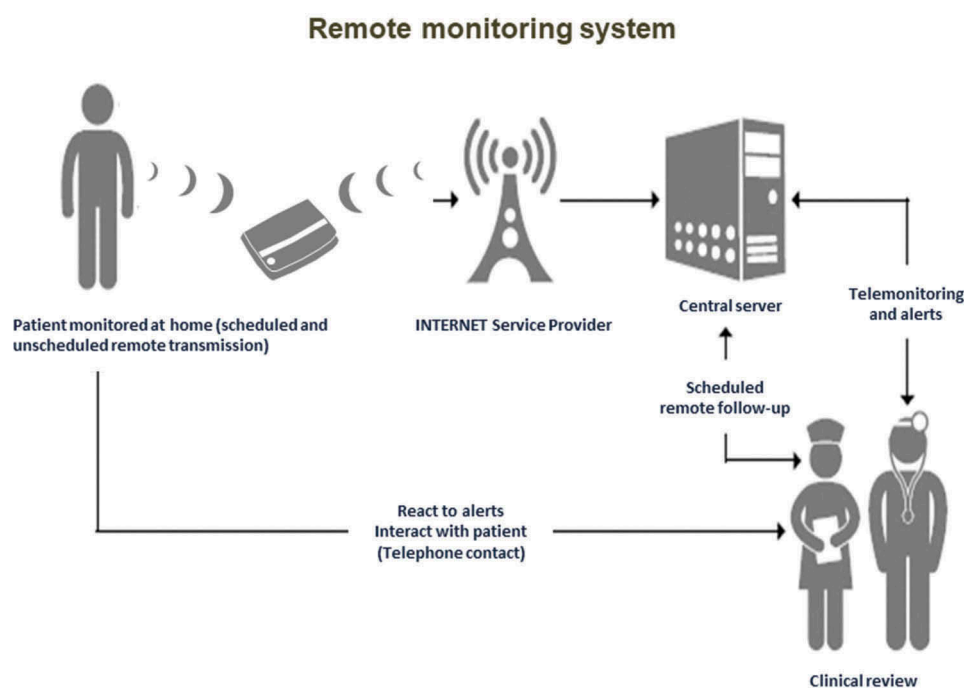 Remote monitoring system
Patient monitored at home (scheduled and
unscheduled remote transmission)
INTERNET Service Provider
Central server
Telemonitoring
and alerts
Scheduled
remote follow-up
React to alerts
Interact with patient
(Telephone contact)
Clinical review